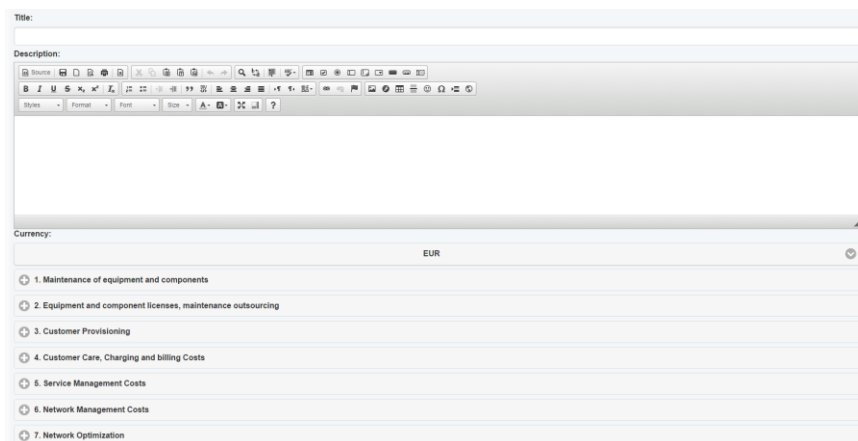 Title:
Description:
Source
B I U S x₂ x² Iₓ
Styles Format Font Size A A ?
Currency:
EUR
1. Maintenance of equipment and components
2. Equipment and component licenses, maintenance outsourcing
3. Customer Provisioning
4. Customer Care, Charging and billing Costs
5. Service Management Costs
6. Network Management Costs
7. Network Optimization